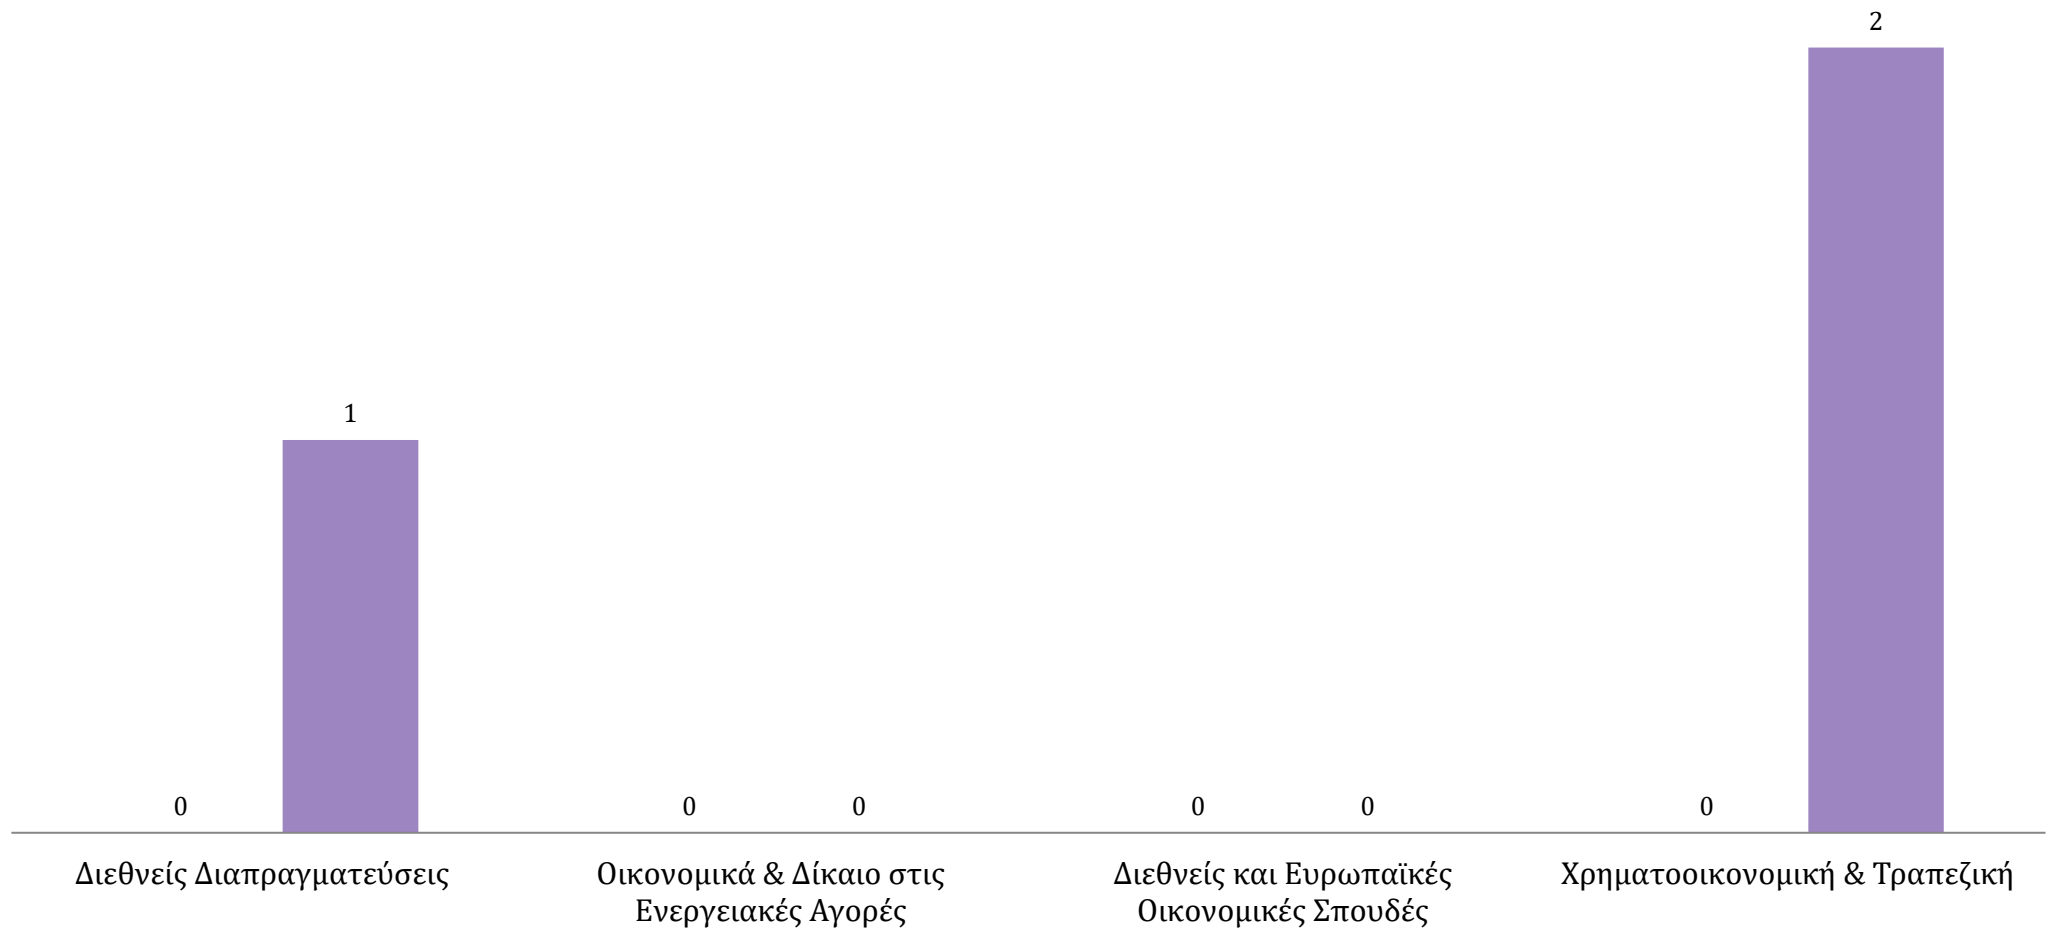 2
1
0
0
0
0
0
0
Διεθνείς Διαπραγματεύσεις
Οικονομικά & Δίκαιο στις
Ενεργειακές Αγορές
Διεθνείς και Ευρωπαϊκές
Οικονομικές Σπουδές
Χρηματοοικονομική & Τραπεζική